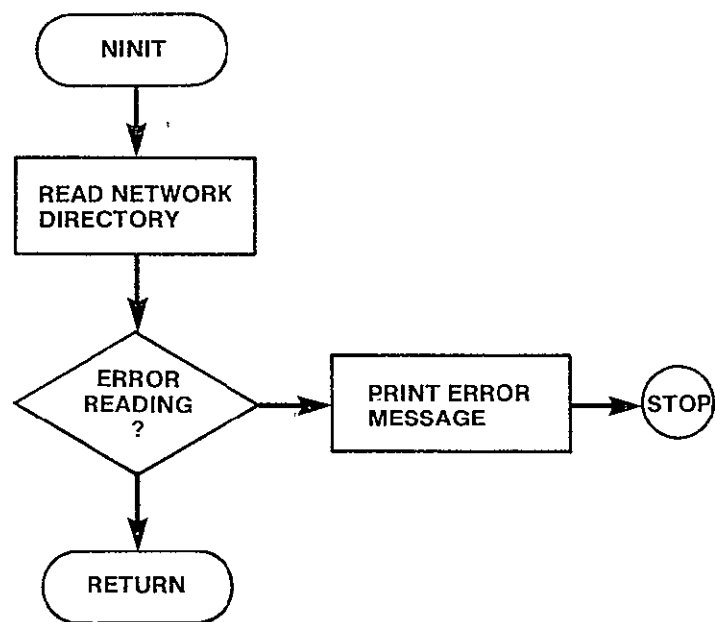 NINIT
READ NETWORK
DIRECTORY
ERROR
READING
?
PRINT ERROR
MESSAGE
STOP
RETURN